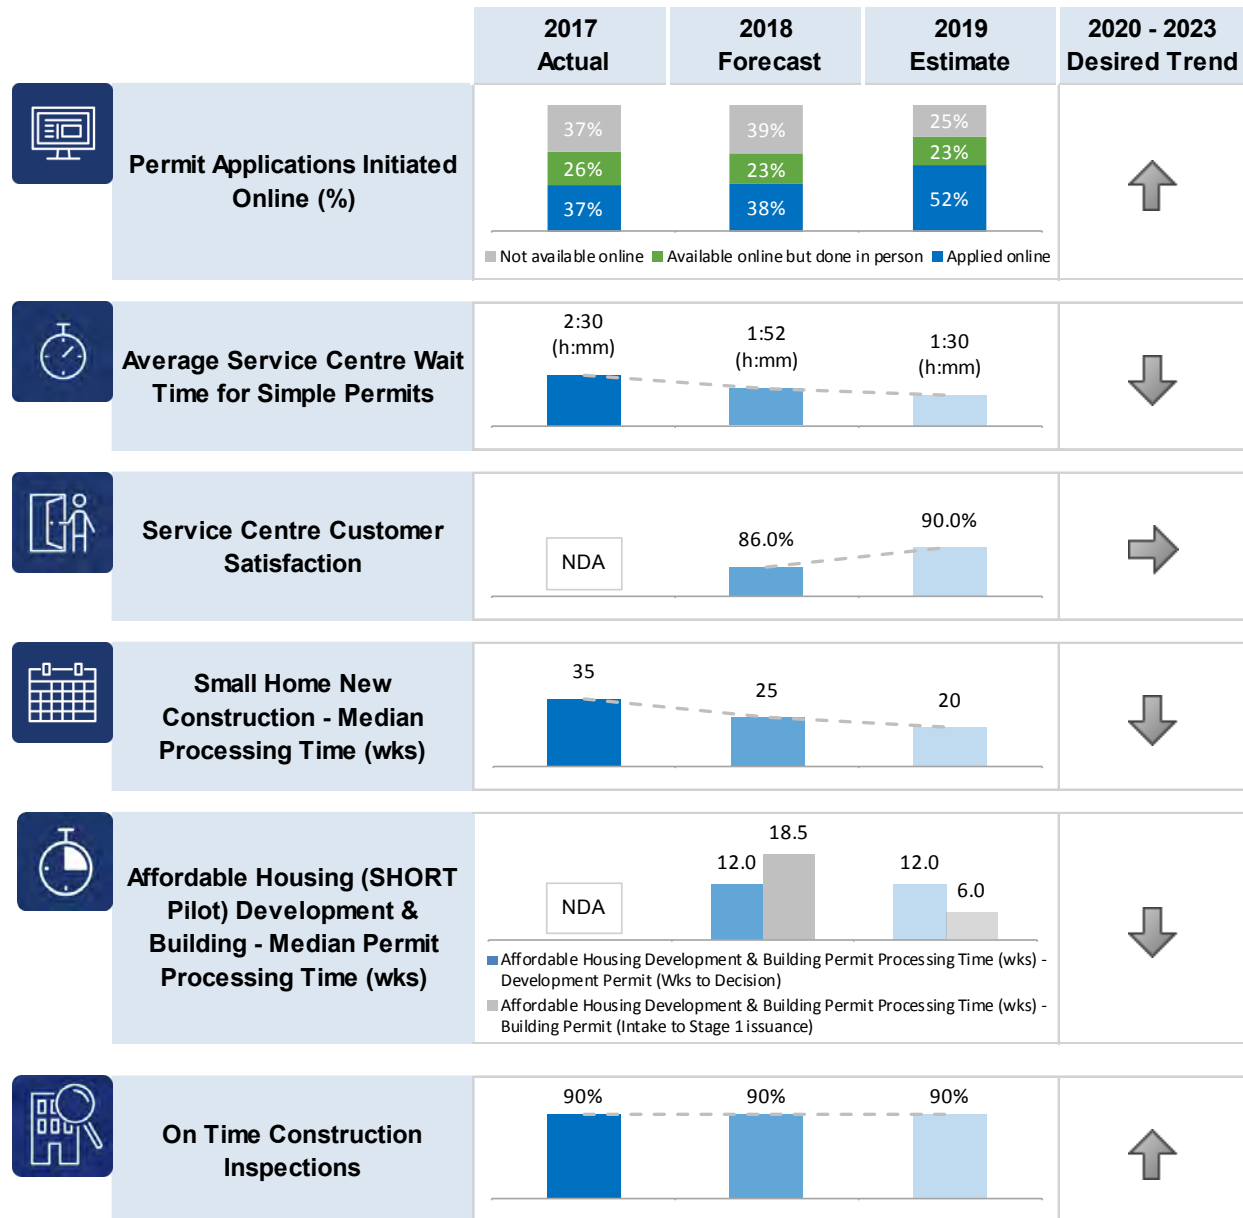 2017 Actual
2018 Forecast
2019 Estimate
2020 - 2023 Desired Trend
Permit Applications Initiated
Online (%)
37%
39%
25%
26%
23%
23%
37%
38%
52%
Not available online
Available online but done in person
Applied online
Average Service Centre Wait
Time for Simple Permits
2:30
(h:mm)
1:52
(h:mm)
1:30
(h:mm)
Service Centre Customer
Satisfaction
NDA
86.0%
90.0%
Small Home New
Construction - Median
Processing Time (wks)
35
25
20
Affordable Housing (SHORT
Pilot) Development &
Building - Median Permit
Processing Time (wks)
NDA
12.0
18.5
12.0
6.0
Affordable Housing Development & Building Permit Processing Time (wks) -
Development Permit (Wks to Decision)
Affordable Housing Development & Building Permit Processing Time (wks) -
Building Permit (Intake to Stage 1 issuance)
On Time Construction
Inspections
90%
90%
90%